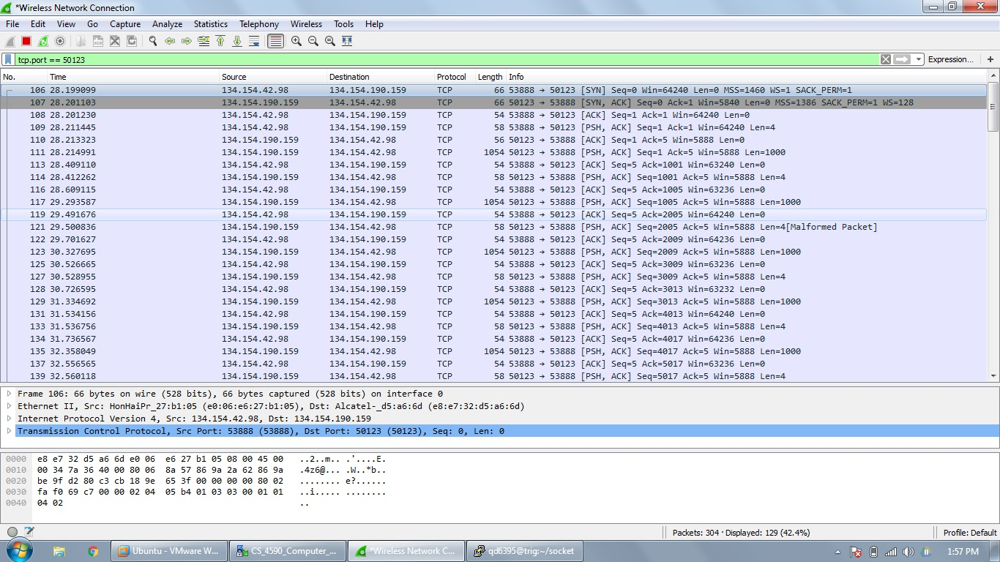 *Wireless Network Connection
File Edit View Go Capture Analyze Statistics Telephony Wireless Tools Help
tcp.port == 50123 Expression... +
No. Time Source Destination Protocol Length Info
106 28.199099 134.154.42.98 134.154.190.159 TCP 66 53888 → 50123 [SYN] Seq=0 Win=64240 Len=0 MSS=1460 WS=1 SACK_PERM=1
107 28.201103 134.154.190.159 134.154.42.98 TCP 66 50123 → 53888 [SYN, ACK] Seq=0 Ack=1 Win=5840 Len=0 MSS=1386 SACK_PERM=1 WS=128
108 28.201230 134.154.42.98 134.154.190.159 TCP 54 53888 → 50123 [ACK] Seq=1 Ack=1 Win=64240 Len=0
109 28.211445 134.154.42.98 134.154.190.159 TCP 58 53888 → 50123 [PSH, ACK] Seq=1 Ack=1 Win=64240 Len=4
110 28.213323 134.154.190.159 134.154.42.98 TCP 56 50123 → 53888 [ACK] Seq=1 Ack=5 Win=5888 Len=0
111 28.214991 134.154.190.159 134.154.42.98 TCP 1054 50123 → 53888 [PSH, ACK] Seq=1 Ack=5 Win=5888 Len=1000
113 28.409110 134.154.42.98 134.154.190.159 TCP 54 53888 → 50123 [ACK] Seq=5 Ack=1001 Win=63240 Len=0
114 28.412262 134.154.190.159 134.154.42.98 TCP 58 50123 → 53888 [PSH, ACK] Seq=1001 Ack=5 Win=5888 Len=4
116 28.609115 134.154.42.98 134.154.190.159 TCP 54 53888 → 50123 [ACK] Seq=5 Ack=1005 Win=63236 Len=0
117 29.293587 134.154.190.159 134.154.42.98 TCP 1054 50123 → 53888 [PSH, ACK] Seq=1005 Ack=5 Win=5888 Len=1000
119 29.491676 134.154.42.98 134.154.190.159 TCP 54 53888 → 50123 [ACK] Seq=5 Ack=2005 Win=64240 Len=0
121 29.500836 134.154.190.159 134.154.42.98 TCP 58 50123 → 53888 [PSH, ACK] Seq=2005 Ack=5 Win=5888 Len=4[Malformed Packet]
122 29.701627 134.154.42.98 134.154.190.159 TCP 54 53888 → 50123 [ACK] Seq=5 Ack=2009 Win=64236 Len=0
123 30.327695 134.154.190.159 134.154.42.98 TCP 1054 50123 → 53888 [PSH, ACK] Seq=2009 Ack=5 Win=5888 Len=1000
125 30.526665 134.154.42.98 134.154.190.159 TCP 54 53888 → 50123 [ACK] Seq=5 Ack=3009 Win=63236 Len=0
127 30.528955 134.154.190.159 134.154.42.98 TCP 58 50123 → 53888 [PSH, ACK] Seq=3009 Ack=5 Win=5888 Len=4
128 30.726595 134.154.42.98 134.154.190.159 TCP 54 53888 → 50123 [ACK] Seq=5 Ack=3013 Win=63232 Len=0
129 31.334692 134.154.190.159 134.154.42.98 TCP 1054 50123 → 53888 [PSH, ACK] Seq=3013 Ack=5 Win=5888 Len=1000
131 31.534156 134.154.42.98 134.154.190.159 TCP 54 53888 → 50123 [ACK] Seq=5 Ack=4013 Win=64240 Len=0
133 31.536756 134.154.190.159 134.154.42.98 TCP 58 50123 → 53888 [PSH, ACK] Seq=4013 Ack=5 Win=5888 Len=4
134 31.736567 134.154.42.98 134.154.190.159 TCP 54 53888 → 50123 [ACK] Seq=5 Ack=4017 Win=64236 Len=0
135 32.358049 134.154.190.159 134.154.42.98 TCP 1054 50123 → 53888 [PSH, ACK] Seq=4017 Ack=5 Win=5888 Len=1000
137 32.556565 134.154.42.98 134.154.190.159 TCP 54 53888 → 50123 [ACK] Seq=5 Ack=5017 Win=63236 Len=0
139 32.560118 134.154.190.159 134.154.42.98 TCP 58 50123 → 53888 [PSH, ACK] Seq=5017 Ack=5 Win=5888 Len=4
Frame 106: 66 bytes on wire (528 bits), 66 bytes captured (528 bits) on interface 0
Ethernet II, Src: HonHaiPr_27:b1:05 (e0:06:e6:27:b1:05), Dst: Alcatel-_d5:a6:6d (e8:e7:32:d5:a6:6d)
Internet Protocol Version 4, Src: 134.154.42.98, Dst: 134.154.190.159
Transmission Control Protocol, Src Port: 53888 (53888), Dst Port: 50123 (50123), Seq: 0, Len: 0
0000 e8 e7 32 d5 a6 6d e0 06 e6 27 b1 05 08 00 45 00 ..2..m.. .'....E.
0010 00 34 7a 36 40 00 80 06 8a 57 86 9a 2a 62 86 9a .4z6@... .W..*b..
0020 be 9f d2 80 c3 cb 18 9e 65 3f 00 00 00 00 80 02 ........ e?......
0030 fa f0 69 c7 00 00 02 04 05 b4 01 03 03 00 01 01 ..i..... ........
0040 04 02 ..
Packets: 304 · Displayed: 129 (42.4%) Profile: Default
Ubuntu - VMware W... CS_4590_Computer_... *Wireless Network C... qd6395@trig:~/socket 1:57 PM